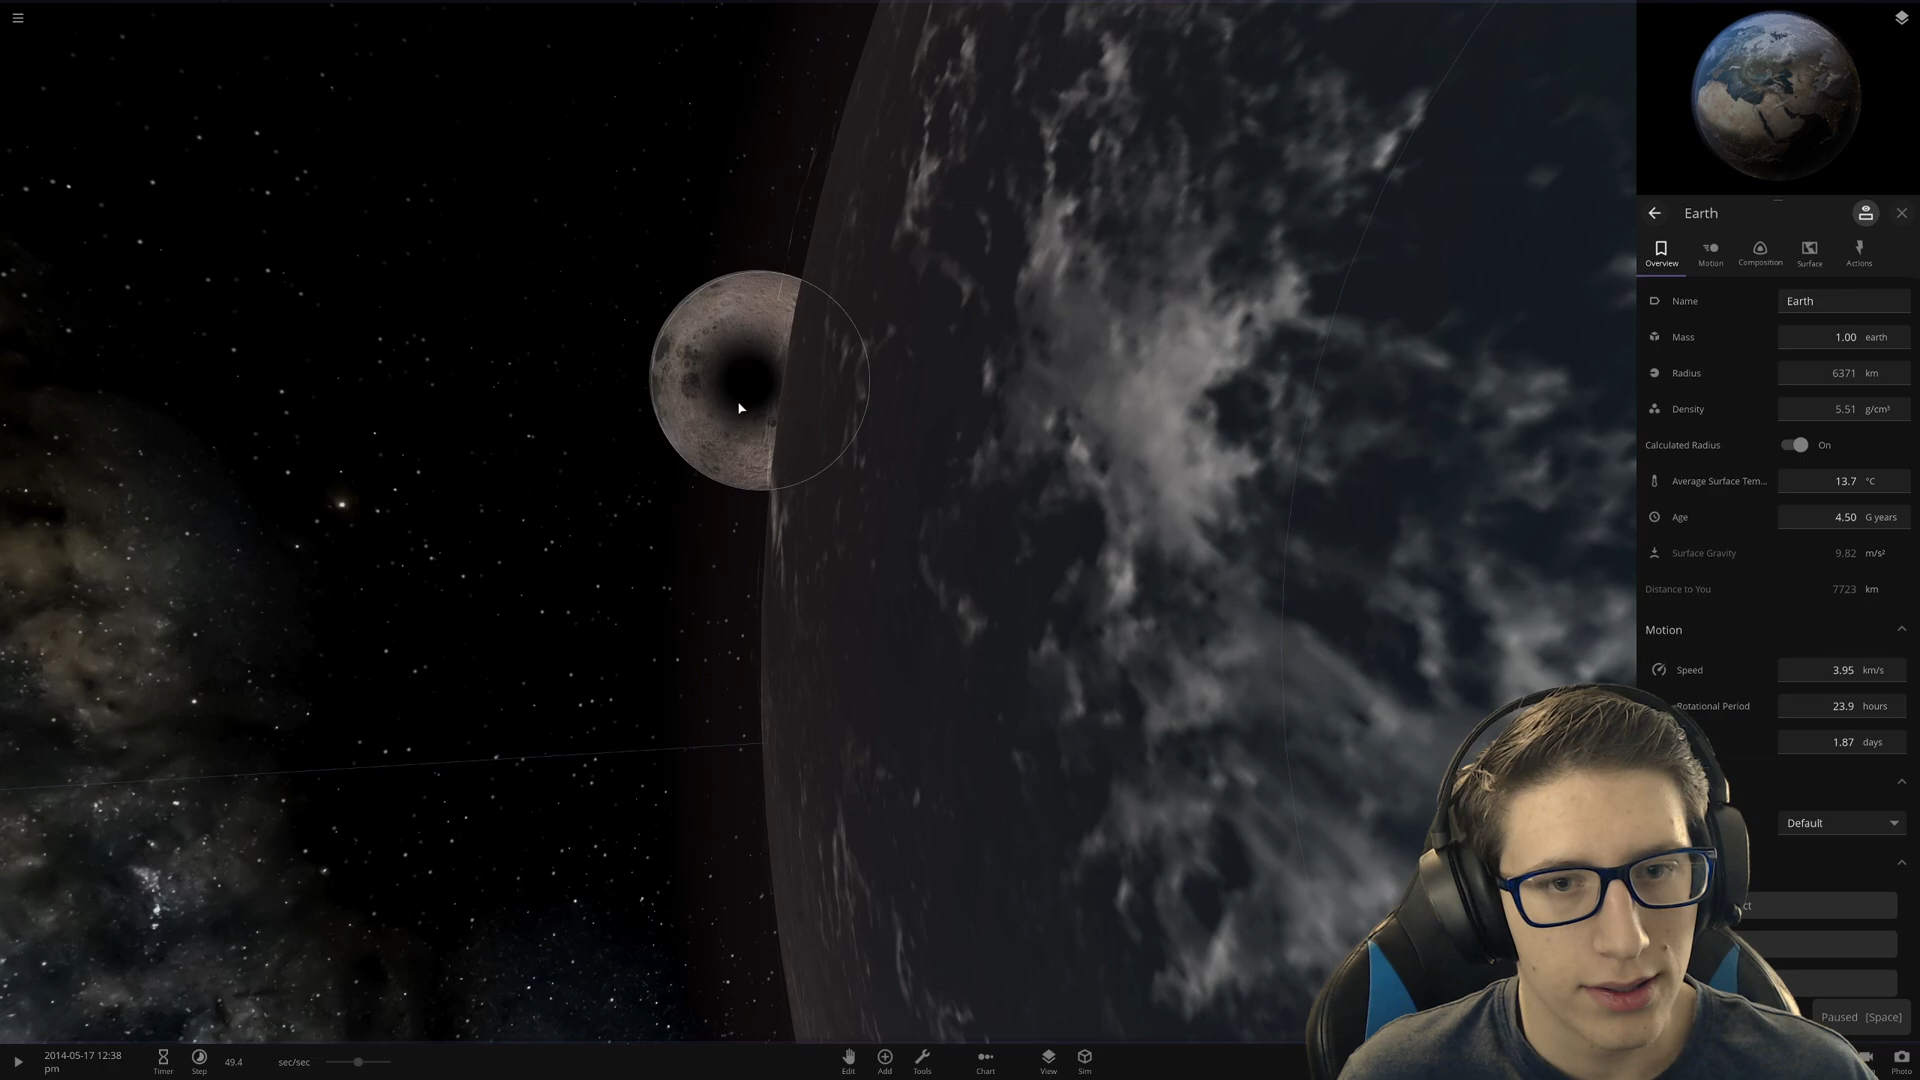 Earth
Overview
Motion
Composition
Surface
Actions
Name
Earth
Mass
1.00 earth
Radius
6371 km
Density
5.51 g/cm³
Calculated Radius
On
Average Surface Tem...
13.7 °C
Age
4.50 G years
Surface Gravity
9.82 m/s²
Distance to You
7723 km
Motion
Speed
3.95 km/s
Rotational Period
23.9 hours
1.87 days
Default
ct
Paused [Space]
2014-05-17 12:38
pm
Timer
Step
49.4
sec/sec
Edit
Add
Tools
Chart
View
Sim
Photo